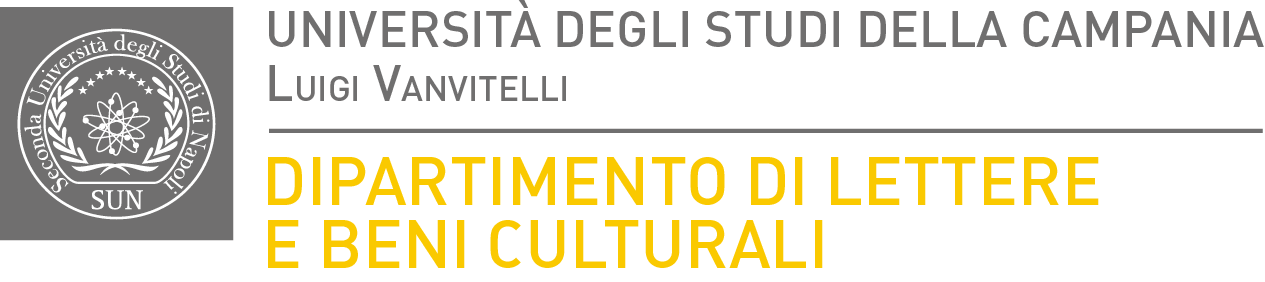 Seconda Università degli Studi di Napoli
SUN
UNIVERSITÀ DEGLI STUDI DELLA CAMPANIA
LUIGI VANVITELLI
DIPARTIMENTO DI LETTERE
E BENI CULTURALI